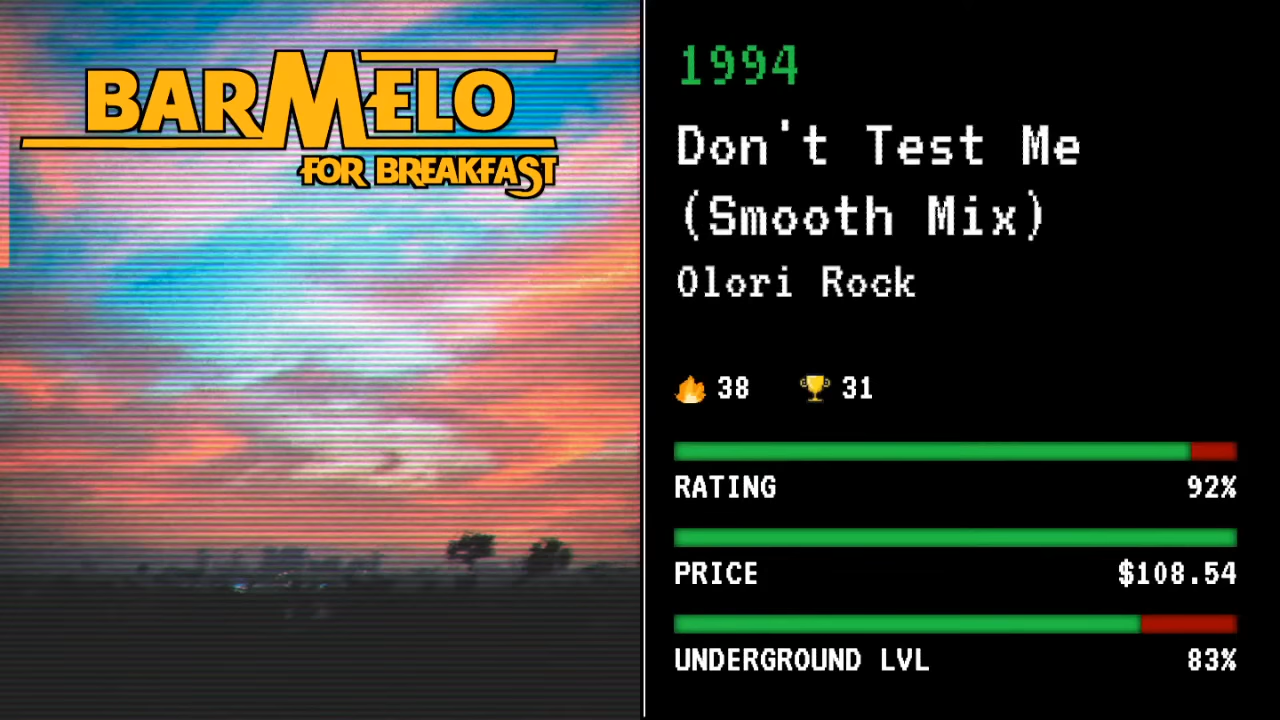 BARMELO
FOR BREAKFAST
1994
Don't Test Me
(Smooth Mix)
Olori Rock
38 31
RATING 92%
PRICE $108.54
UNDERGROUND LVL 83%